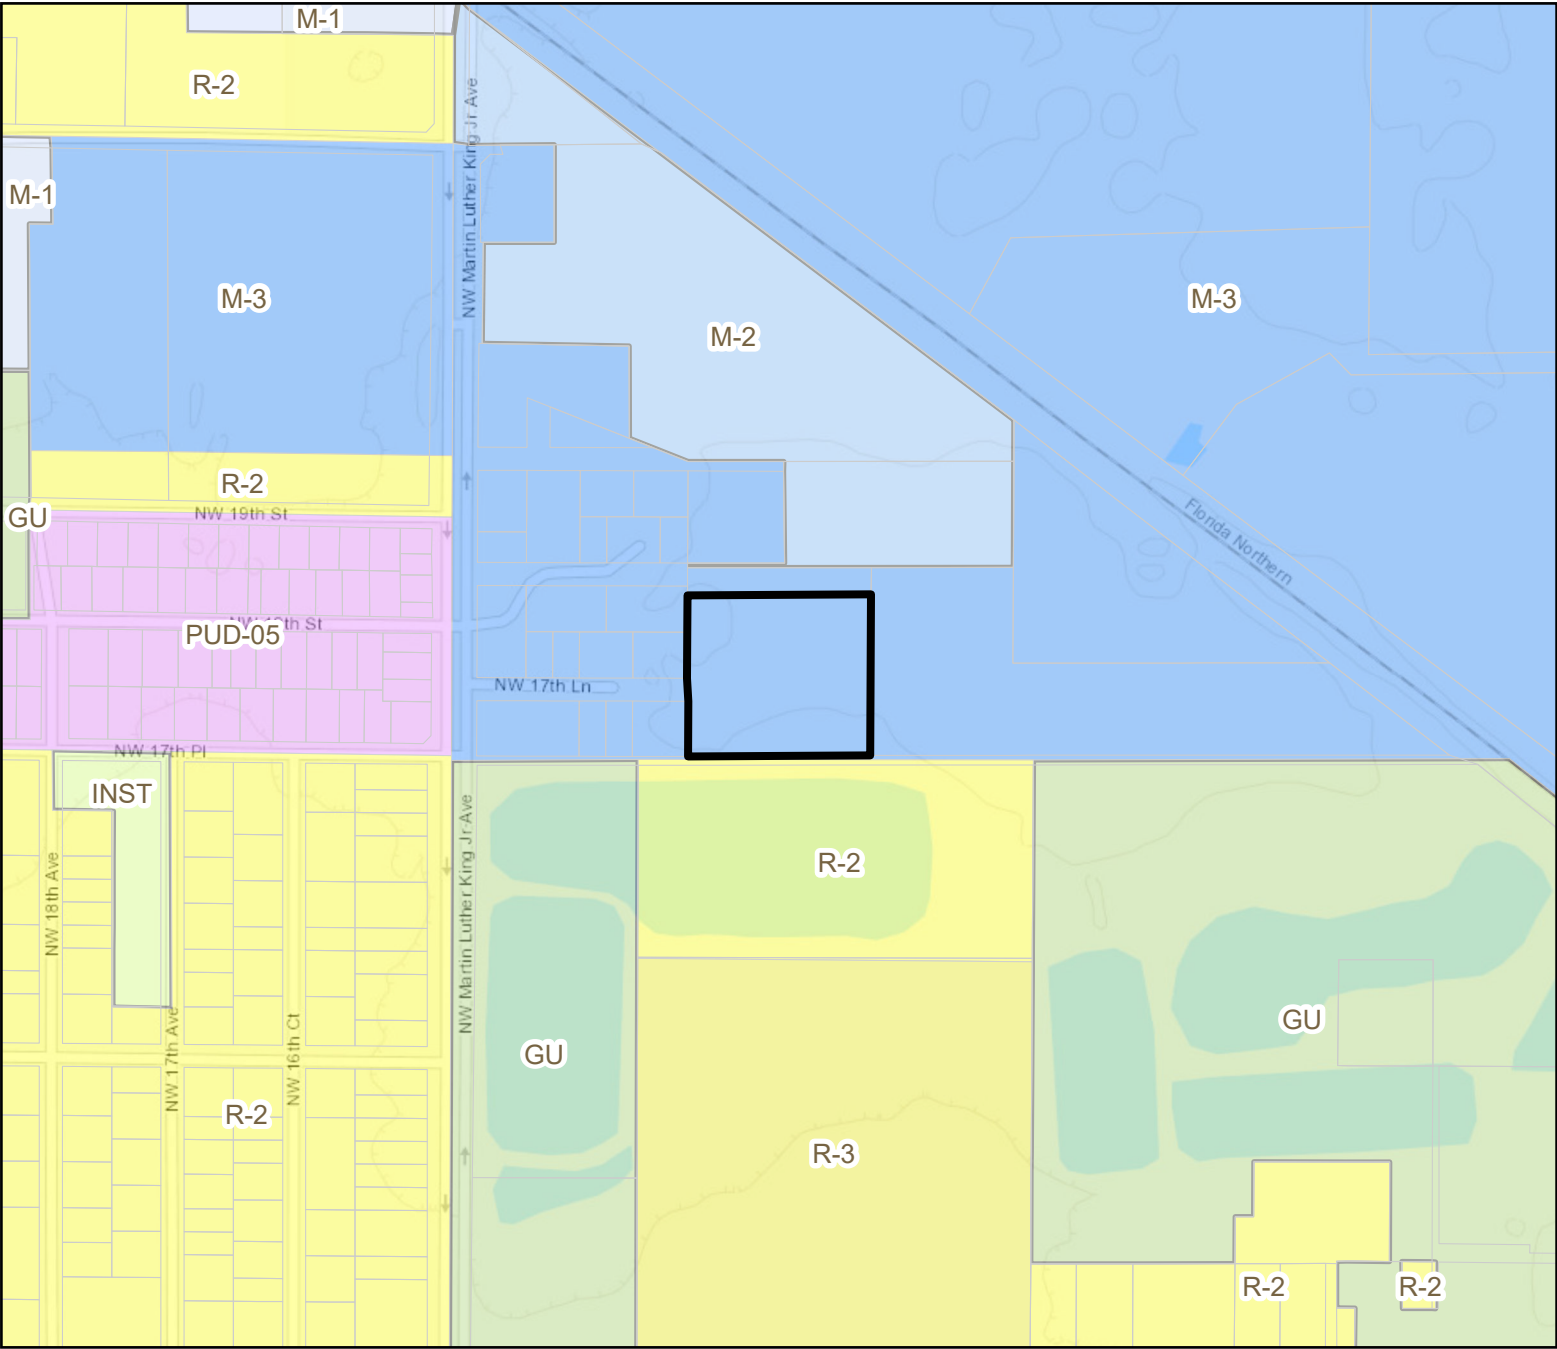 M-1
R-2
M-1
M-3
NW Martin Luther King Jr Ave
M-2
M-3
R-2
GU
NW 19th St
Florida Northern
th St
PUD-05
NW 17th Ln
NW 17th Pl
INST
R-2
NW 18th Ave
NW Martin Luther King Jr Ave
GU
GU
NW 17th Ave
NW 16th Ct
R-2
R-3
R-2
R-2